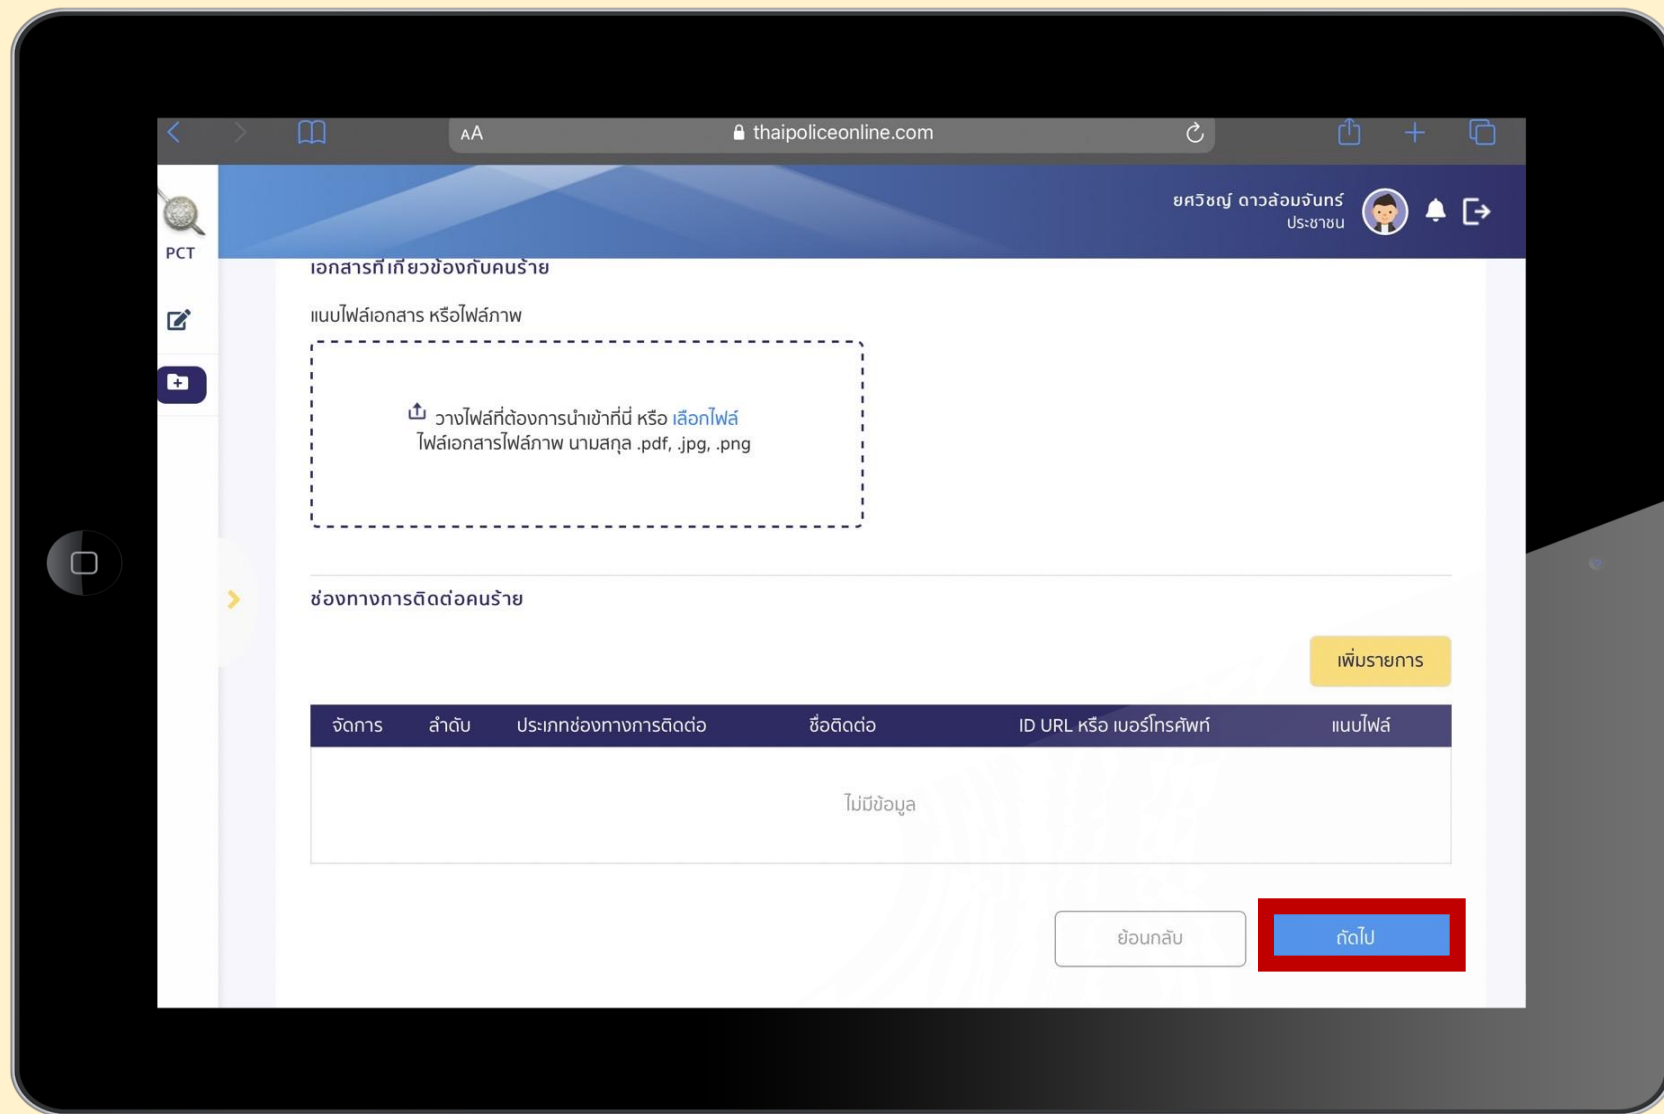 AA
thaipoliceonline.com
ยศวิชญ์ ดาวล้อมจันทร์
ประชาชน
PCT
เอกสารที่เกี่ยวข้องกับคนร้าย
แนบไฟล์เอกสาร หรือไฟล์ภาพ
วางไฟล์ที่ต้องการนำเข้าที่นี่ หรือ เลือกไฟล์
ไฟล์เอกสารไฟล์ภาพ นามสกุล .pdf, .jpg, .png
ช่องทางการติดต่อคนร้าย
เพิ่มรายการ
จัดการ ลำดับ ประเภทช่องทางการติดต่อ ชื่อติดต่อ ID URL หรือ เบอร์โทรศัพท์ แนบไฟล์
ไม่มีข้อมูล
ย้อนกลับ ถัดไป